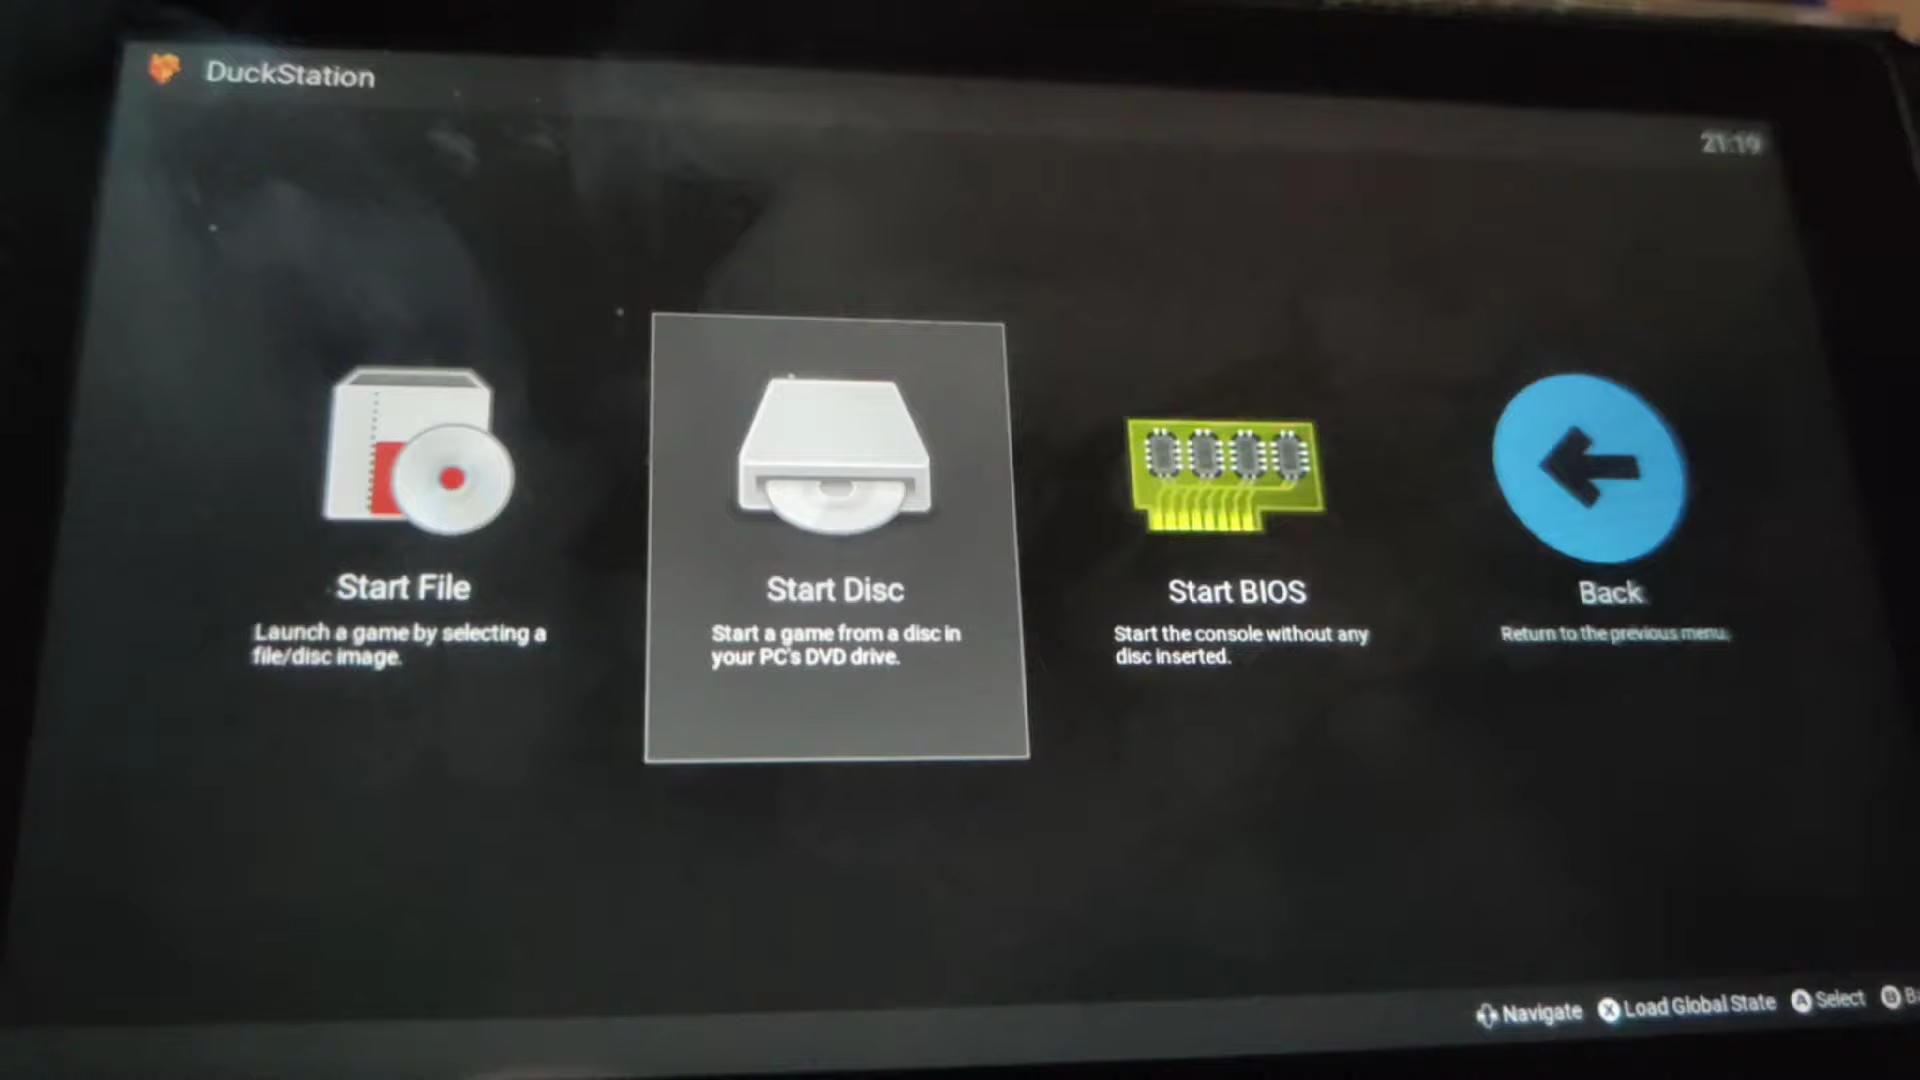 DuckStation
21:19
Start File
Launch a game by selecting a
file/disc image.
Start Disc
Start a game from a disc in
your PC's DVD drive.
Start BIOS
Start the console without any
disc inserted.
Back
Return to the previous menu.
Navigate X Load Global State A Select B Ba